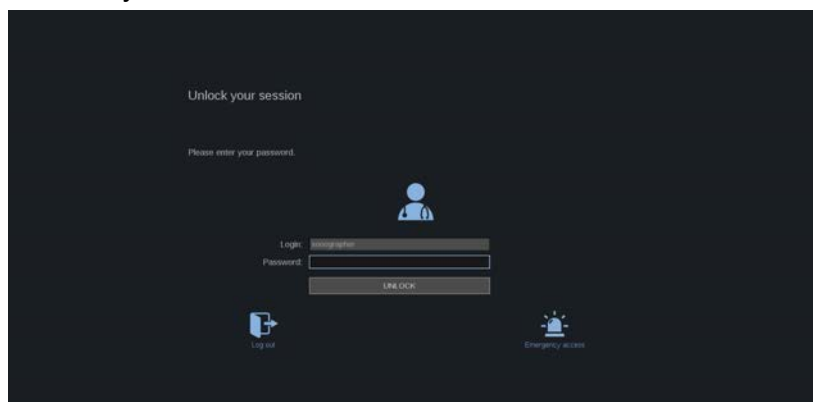 Unlock your session
Please enter your password.
Login: sonographer
Password:
UNLOCK
Log out
Emergency access